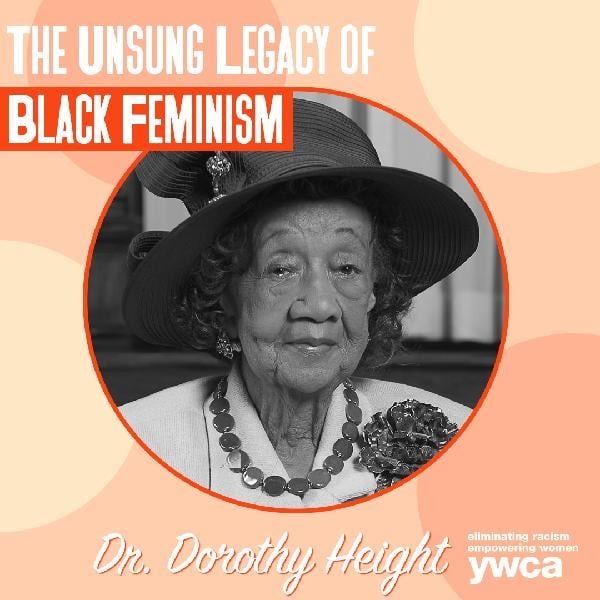 The Unsung Legacy of
Black Feminism
Dr. Dorothy Height
eliminating racism
empowering women
ywca